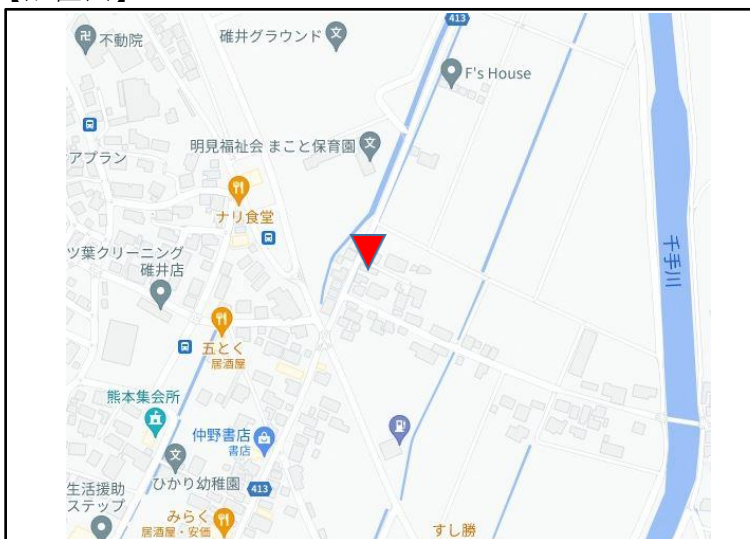 413
不動院
碓井グラウンド
F's House
アプラン
明見福祉会 まこと保育園
ナリ食堂
ツ葉クリーニング
碓井店
千手川
五とく
居酒屋
熊本集会所
仲野書店
書店
ひかり幼稚園
413
生活援助
ステップ
みらく
居酒屋・安価
すし勝